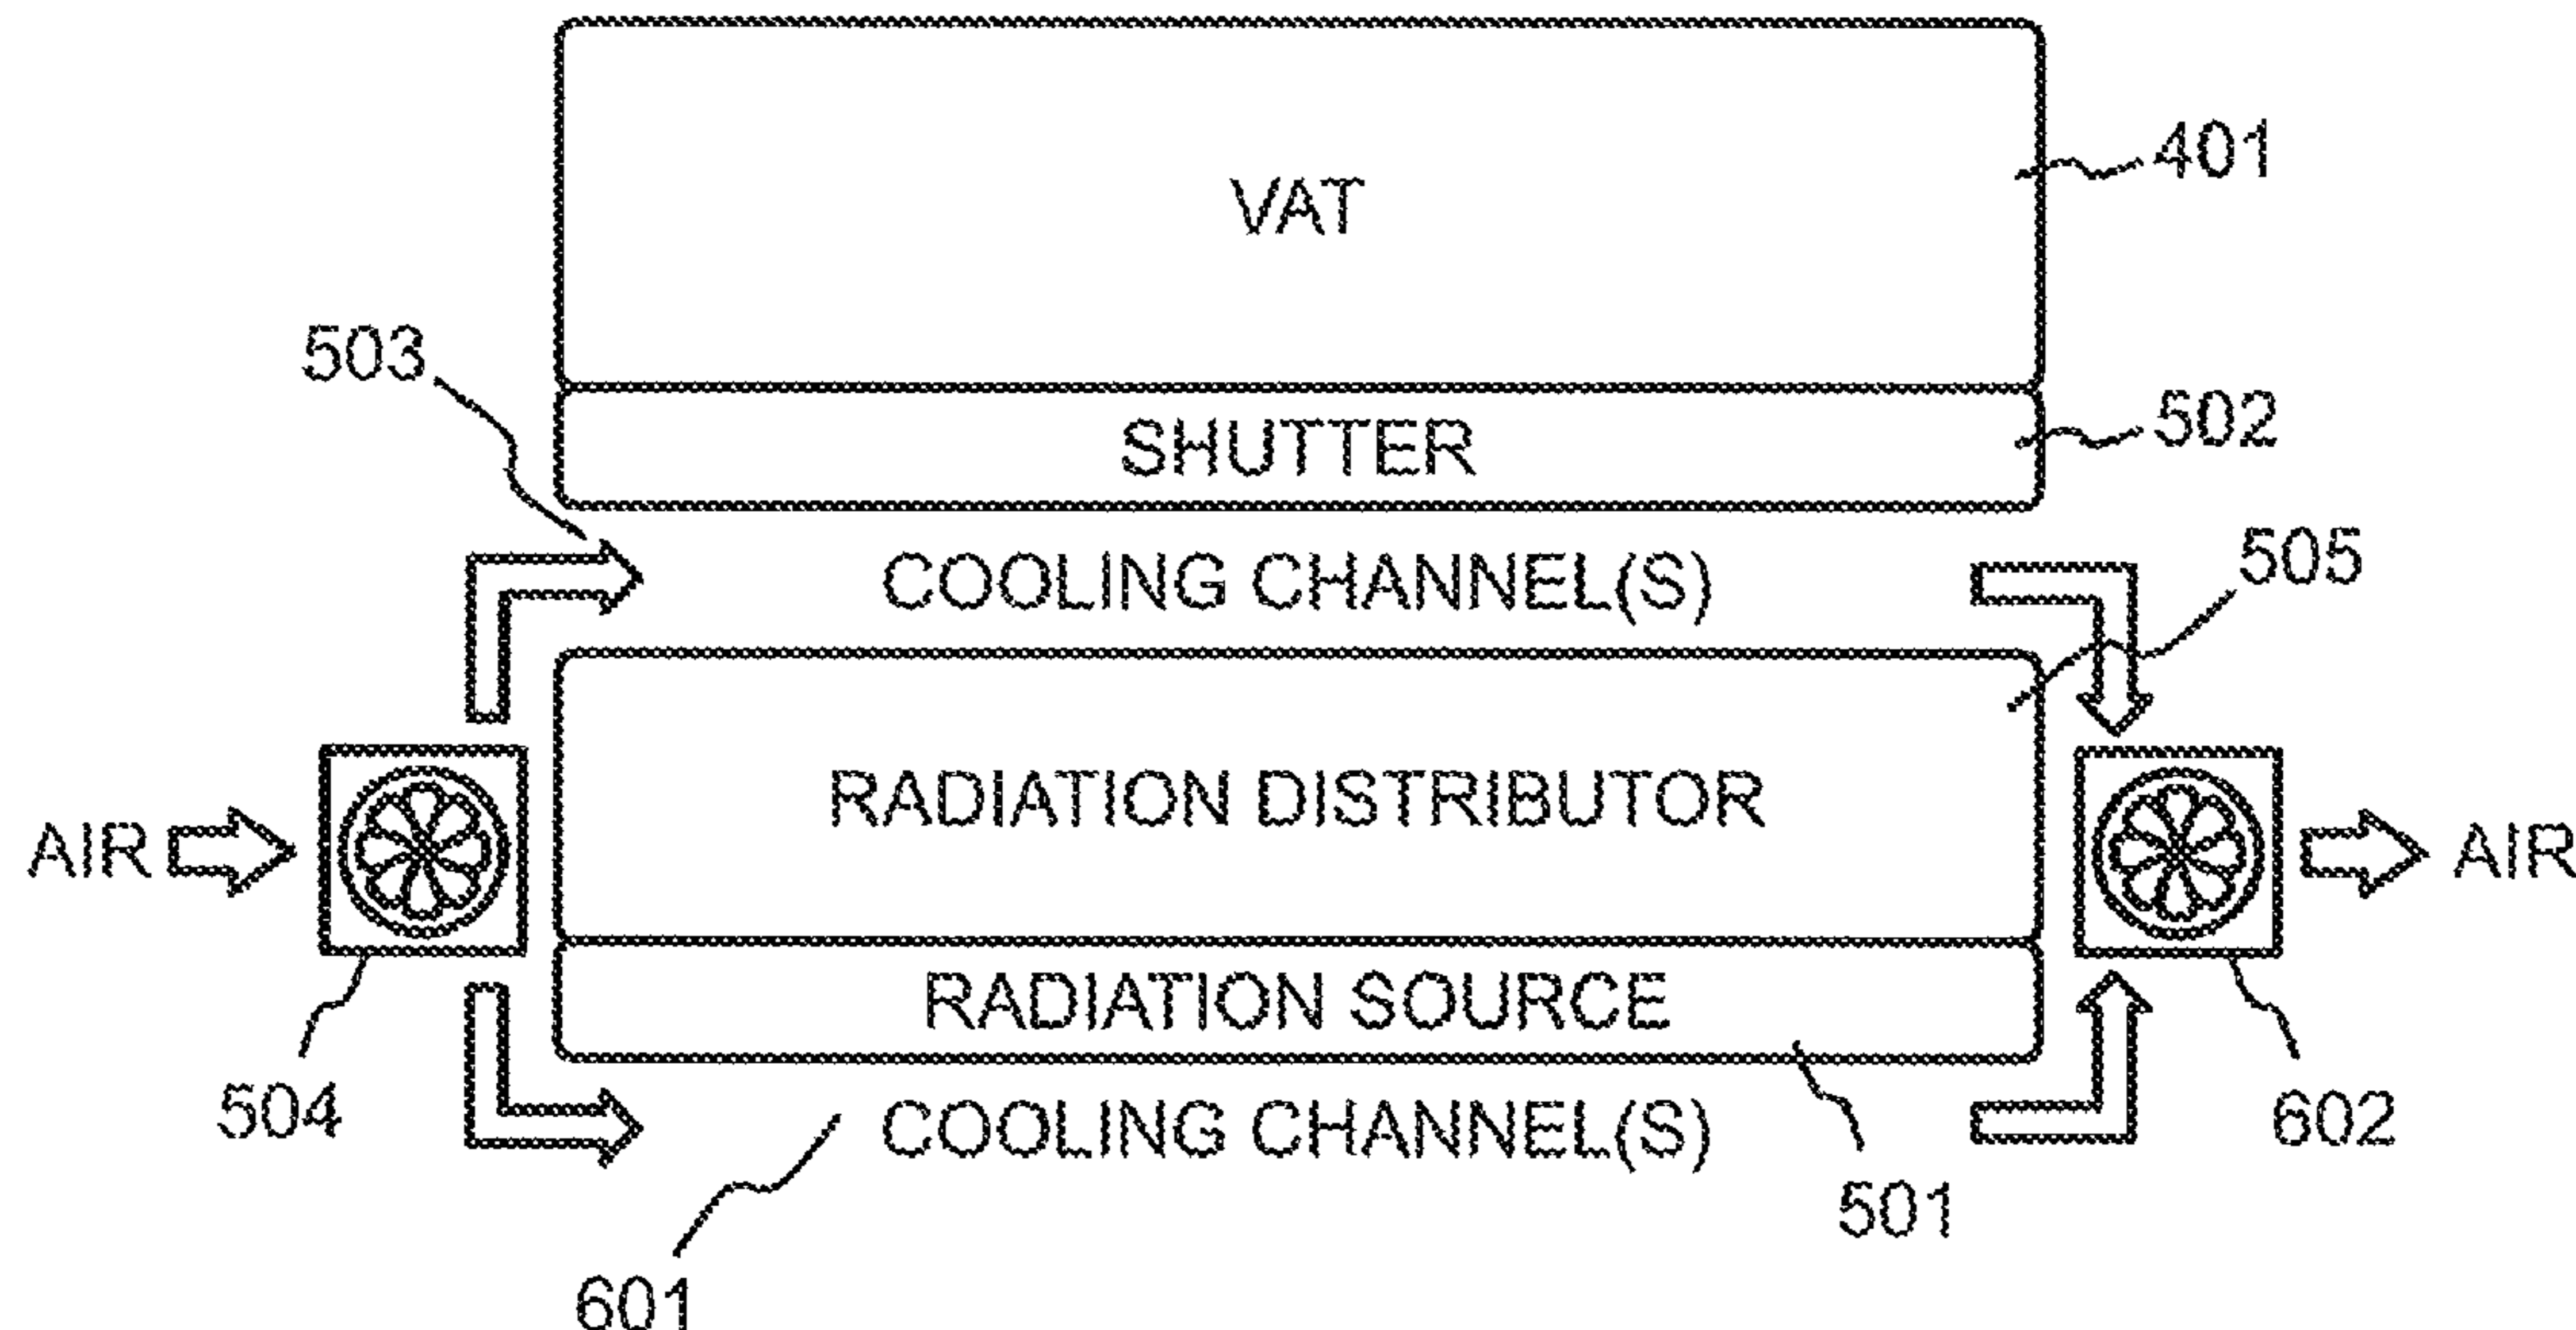 401
VAT
503
502
SHUTTER
505
COOLING CHANNEL(S)
RADIATION DISTRIBUTOR
AIR
AIR
RADIATION SOURCE
504
COOLING CHANNEL(S)
602
501
601